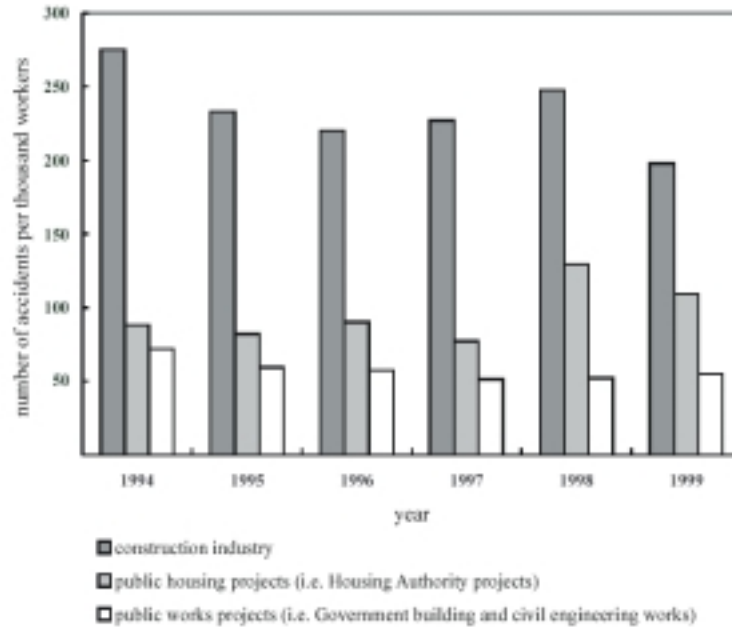 300
250
200
150
100
50
number of accidents per thousand workers
1994 1995 1996 1997 1998 1999
year
construction industry
public housing projects (i.e. Housing Authority projects)
public works projects (i.e. Government building and civil engineering works)